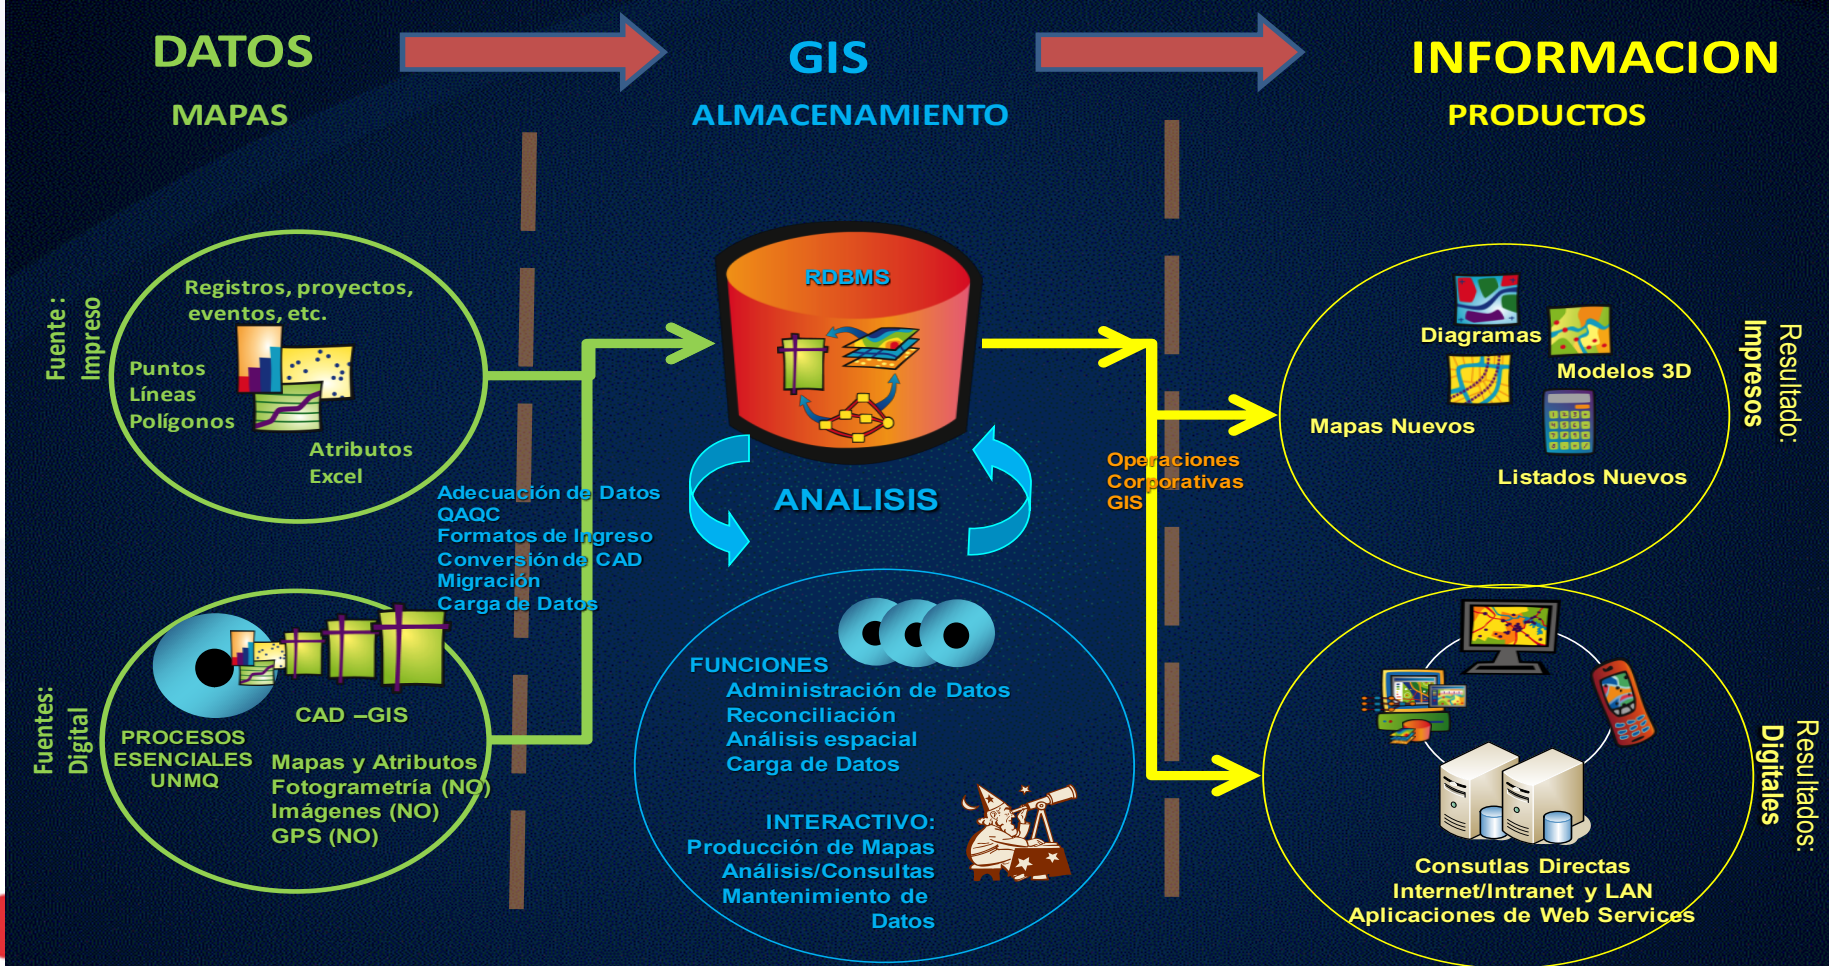 DATOS
MAPAS
GIS
ALMACENAMIENTO
INFORMACION
PRODUCTOS
Fuente:
Impreso
Registros, proyectos,
eventos, etc.
Puntos
Líneas
Polígonos
Atributos
Excel
Fuentes:
Digital
PROCESOS
ESENCIALES
UNMQ
CAD –GIS
Mapas y Atributos
Fotogrametría (NO)
Imágenes (NO)
GPS (NO)
Adecuación de Datos
QAQC
Formatos de Ingreso
Conversión de CAD
Migración
Carga de Datos
RDBMS
ANALISIS
FUNCIONES
Administración de Datos
Reconciliación
Análisis espacial
Carga de Datos
INTERACTIVO:
Producción de Mapas
Análisis/Consultas
Mantenimiento de
Datos
Operaciones
Corporativas
GIS
Diagramas
Modelos 3D
Mapas Nuevos
Listados Nuevos
Resultado:
Impresos
Consutlas Directas
Internet/Intranet y LAN
Aplicaciones de Web Services
Resultados:
Digitales